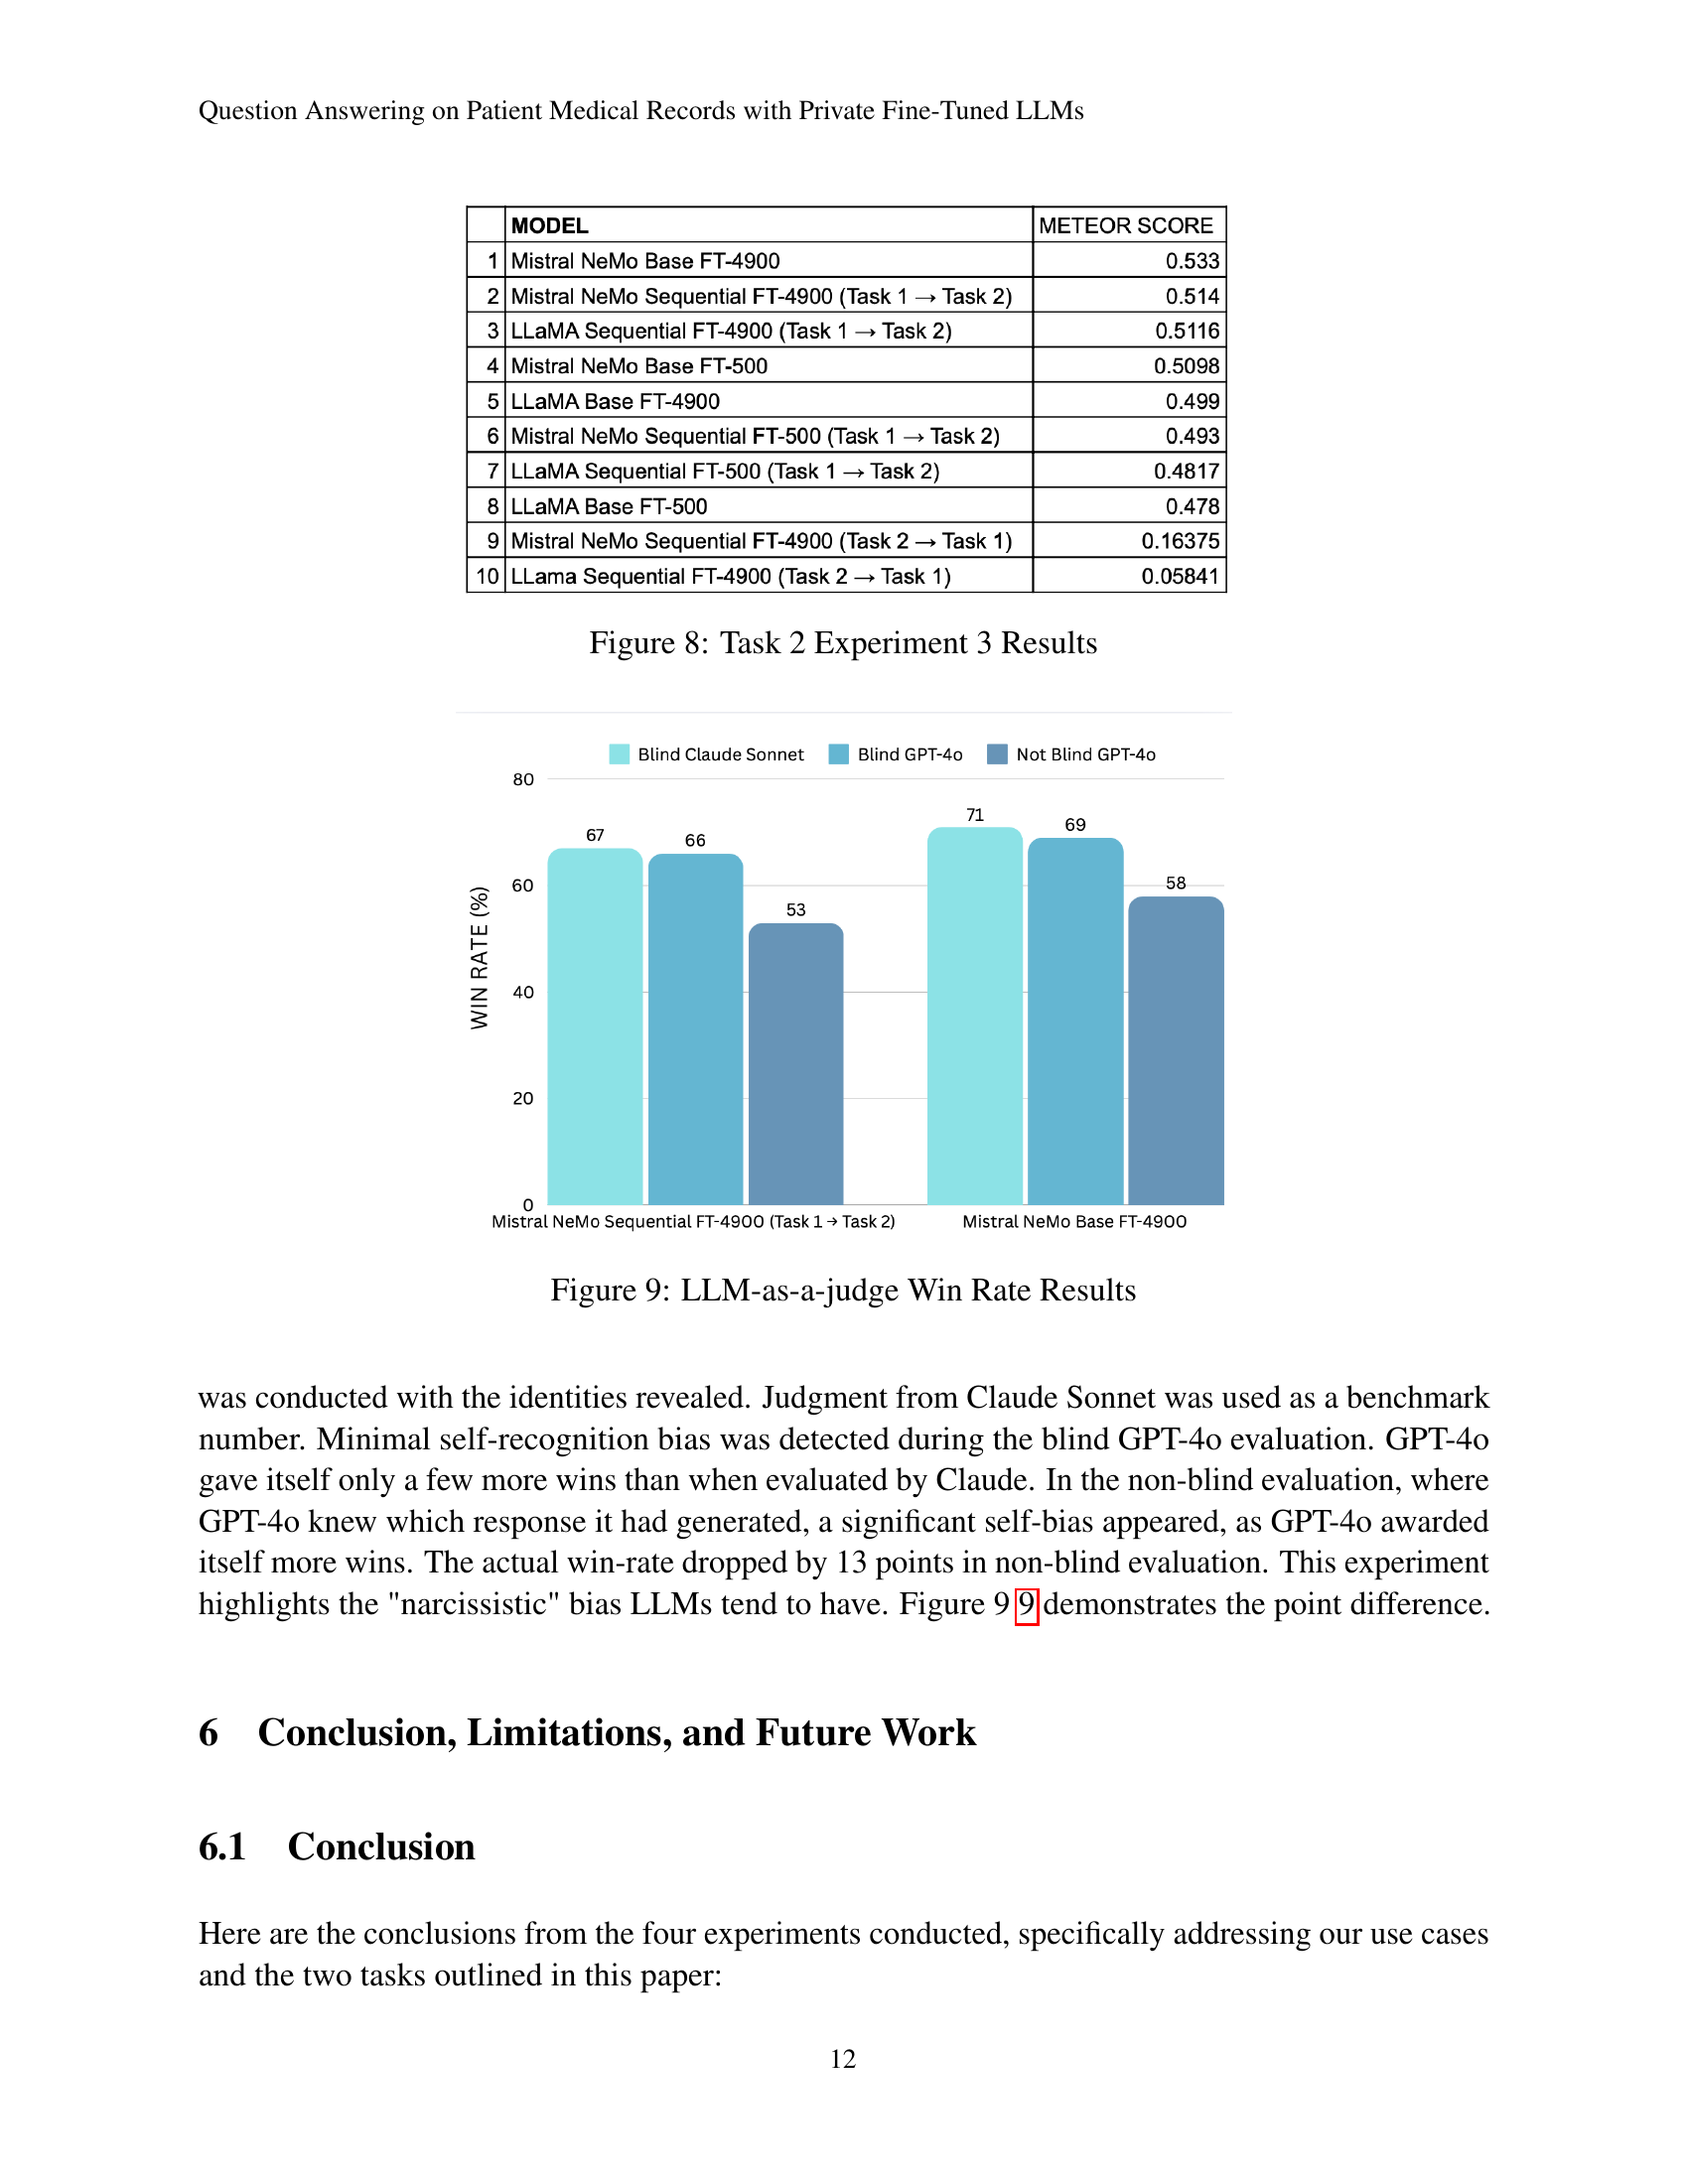 Question Answering on Patient Medical Records with Private Fine-Tuned LLMs
MODEL METEOR SCORE
1 Mistral NeMo Base FT-4900 0.533
2 Mistral NeMo Sequential FT-4900 (Task 1 → Task 2) 0.514
3 LLaMA Sequential FT-4900 (Task 1 → Task 2) 0.5116
4 Mistral NeMo Base FT-500 0.5098
5 LLaMA Base FT-4900 0.499
6 Mistral NeMo Sequential FT-500 (Task 1 → Task 2) 0.493
7 LLaMA Sequential FT-500 (Task 1 → Task 2) 0.4817
8 LLaMA Base FT-500 0.478
9 Mistral NeMo Sequential FT-4900 (Task 2 → Task 1) 0.16375
10 LLama Sequential FT-4900 (Task 2 → Task 1) 0.05841
Figure 8: Task 2 Experiment 3 Results
Blind Claude Sonnet Blind GPT-4o Not Blind GPT-4o
WIN RATE (%)
80
60
40
20
0
67 66 53
71 69 58
Mistral NeMo Sequential FT-4900 (Task 1 → Task 2) Mistral NeMo Base FT-4900
Figure 9: LLM-as-a-judge Win Rate Results
was conducted with the identities revealed. Judgment from Claude Sonnet was used as a benchmark
number. Minimal self-recognition bias was detected during the blind GPT-4o evaluation. GPT-4o
gave itself only a few more wins than when evaluated by Claude. In the non-blind evaluation, where
GPT-4o knew which response it had generated, a significant self-bias appeared, as GPT-4o awarded
itself more wins. The actual win-rate dropped by 13 points in non-blind evaluation. This experiment
highlights the "narcissistic" bias LLMs tend to have. Figure 9 9 demonstrates the point difference.
6 Conclusion, Limitations, and Future Work
6.1 Conclusion
Here are the conclusions from the four experiments conducted, specifically addressing our use cases
and the two tasks outlined in this paper:
12